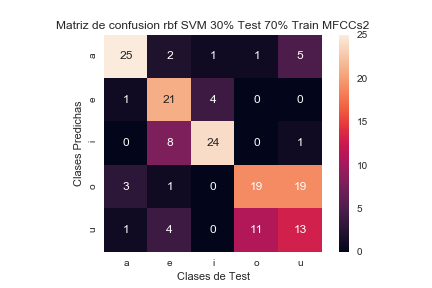 Matriz de confusion rbf SVM 30% Test 70% Train MFCCs2
Clases Predichas
a 25 2 1 1 5
e 1 21 4 0 0
i 0 8 24 0 1
o 3 1 0 19 19
u 1 4 0 11 13
a e i o u
Clases de Test
25
20
15
10
5
0